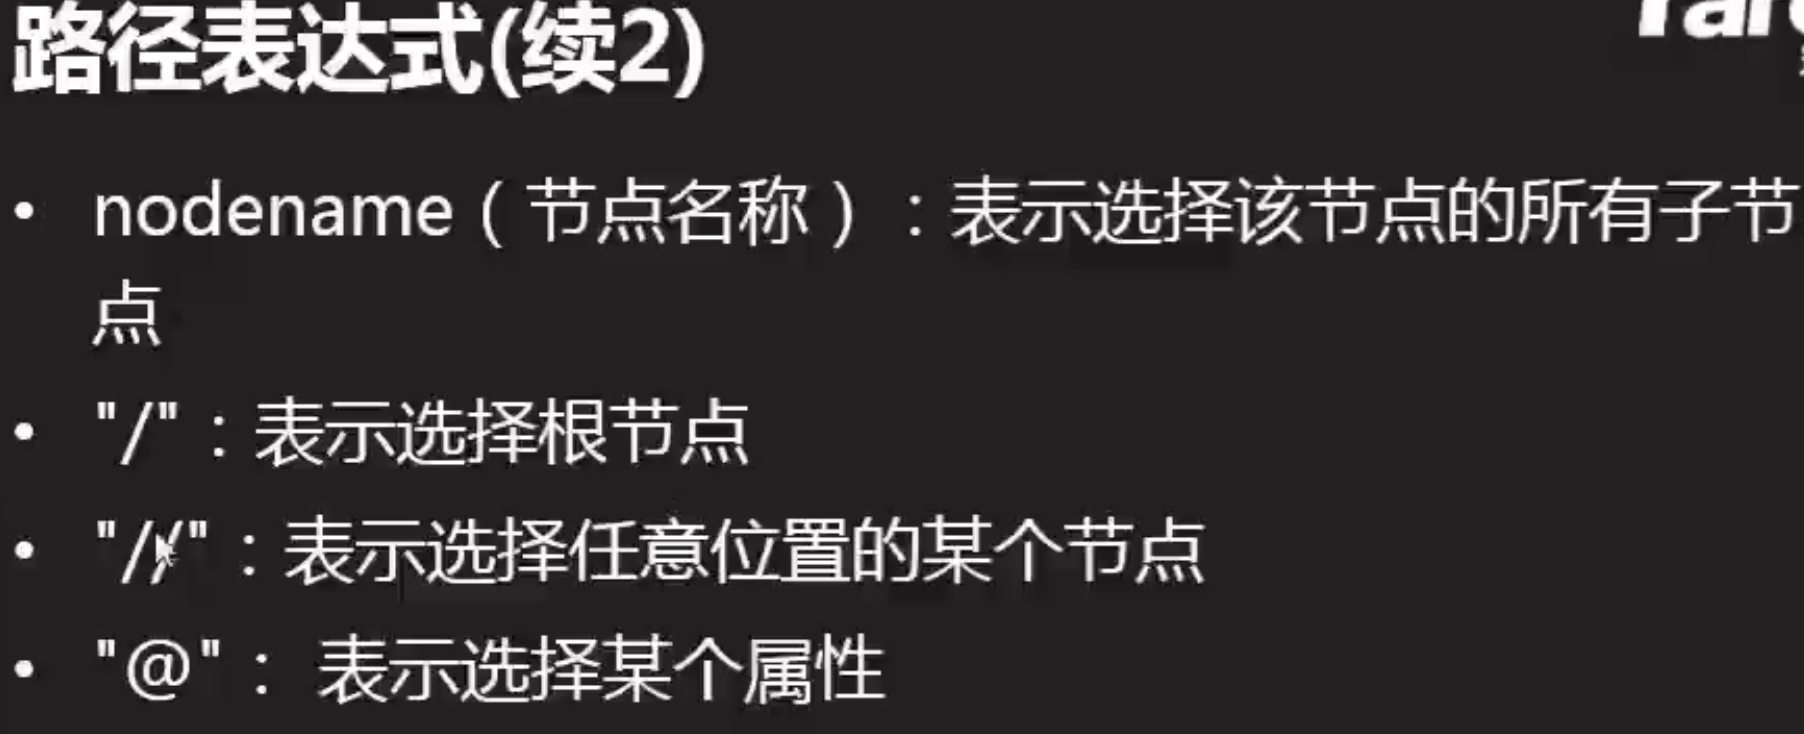 路径表达式(续2)
• nodename（节点名称）：表示选择该节点的所有子节
点
• "/"：表示选择根节点
• "//"：表示选择任意位置的某个节点
• "@"： 表示选择某个属性